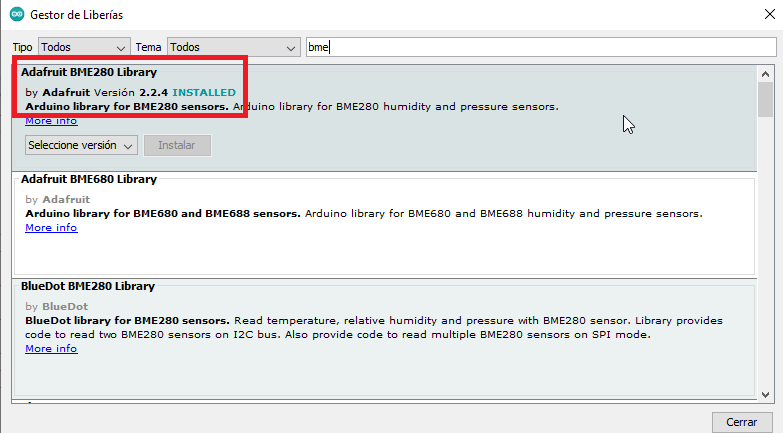 Gestor de Liberías
Tipo Todos Tema Todos bme
Adafruit BME280 Library
by Adafruit Versión 2.2.4 INSTALLED
Arduino library for BME280 sensors. Arduino library for BME280 humidity and pressure sensors.
More info
Seleccione versión Instalar
Adafruit BME680 Library
by Adafruit
Arduino library for BME680 and BME688 sensors. Arduino library for BME680 and BME688 humidity and pressure sensors.
More info
BlueDot BME280 Library
by BlueDot
BlueDot library for BME280 sensors. Read temperature, relative humidity and pressure with BME280 sensor. Library provides
code to read two BME280 sensors on I2C bus. Also provide code to read multiple BME280 sensors on SPI mode.
More info
Cerrar